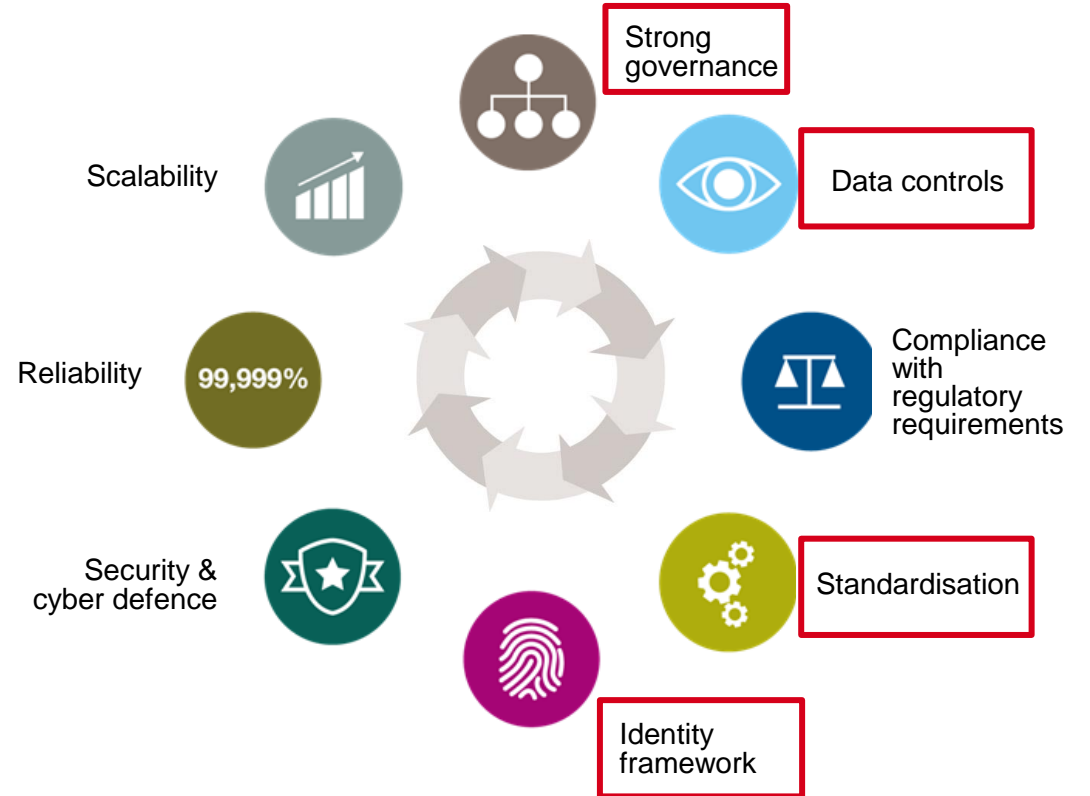 Strong
governance
Data controls
Compliance
with
regulatory
requirements
Standardisation
Identity
framework
Security &
cyber defence
Reliability
99,999%
Scalability